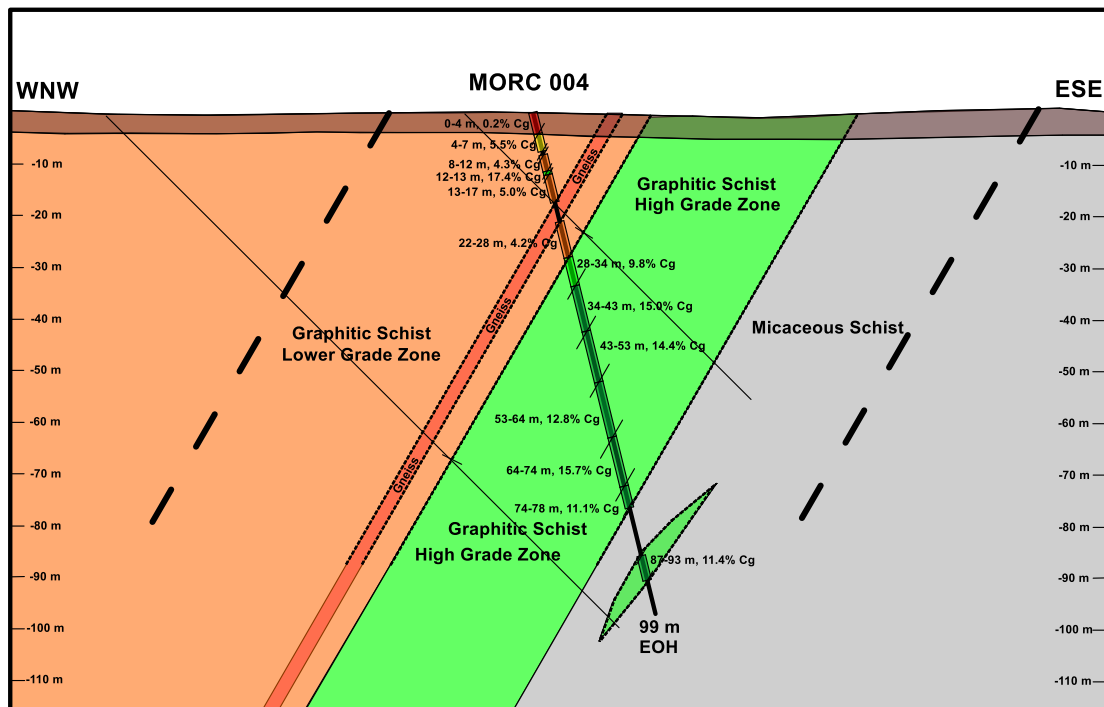 WNW
MORC 004
ESE
0-4 m, 0.2% Cg
4-7 m, 5.5% Cg
8-12 m, 4.3% Cg
12-13 m, 17.4% Cg
13-17 m, 5.0% Cg
22-28 m, 4.2% Cg
28-34 m, 9.8% Cg
34-43 m, 15.0% Cg
43-53 m, 14.4% Cg
53-64 m, 12.8% Cg
64-74 m, 15.7% Cg
74-78 m, 11.1% Cg
87-93 m, 11.4% Cg
99 m
EOH
Gneiss
Gneiss
Gneiss
Graphitic Schist
High Grade Zone
Graphitic Schist
Lower Grade Zone
Micaceous Schist
Graphitic Schist
High Grade Zone
-10 m
-20 m
-30 m
-40 m
-50 m
-60 m
-70 m
-80 m
-90 m
-100 m
-110 m
-10 m
-20 m
-30 m
-40 m
-50 m
-60 m
-70 m
-80 m
-90 m
-100 m
-110 m